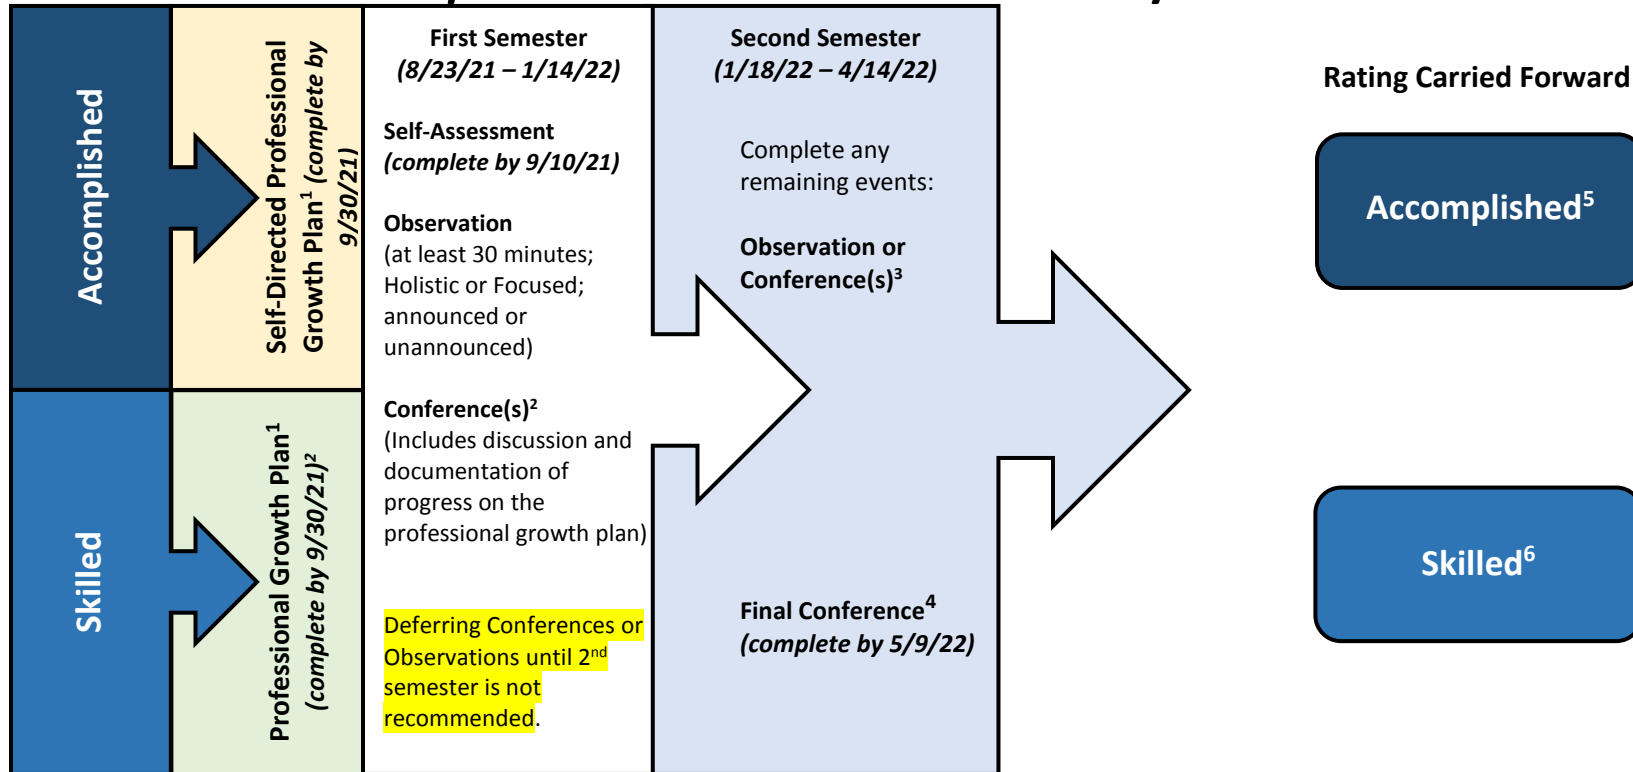 Accomplished
Self-Directed Professional
Growth Plan¹ (complete by
9/30/21)
Skilled
Professional Growth Plan¹
(complete by 9/30/21)²
First Semester
(8/23/21 – 1/14/22)
Self-Assessment
(complete by 9/10/21)
Observation
(at least 30 minutes;
Holistic or Focused;
announced or
unannounced)
Conference(s)²
(Includes discussion and
documentation of
progress on the
professional growth plan)
Deferring Conferences or
Observations until 2nd
semester is not
recommended.
Second Semester
(1/18/22 – 4/14/22)
Complete any
remaining events:
Observation or
Conference(s)³
Final Conference⁴
(complete by 5/9/22)
Rating Carried Forward
Accomplished⁵
Skilled⁶